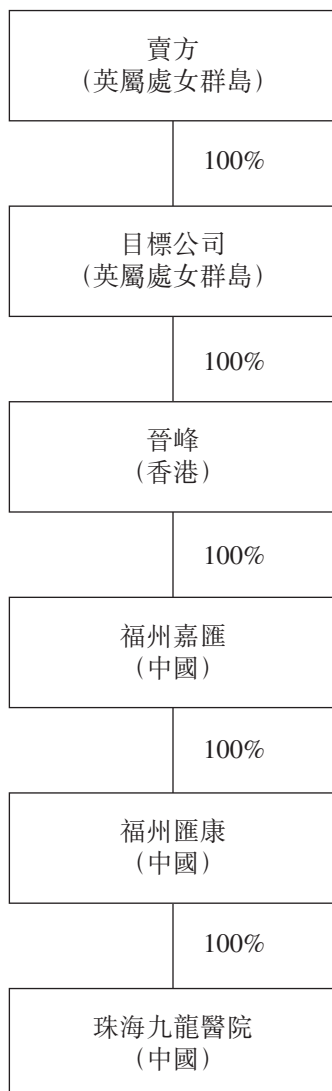 賣方
（英屬處女群島）
100%
目標公司
（英屬處女群島）
100%
晉峰
（香港）
100%
福州嘉匯
（中國）
100%
福州匯康
（中國）
100%
珠海九龍醫院
（中國）